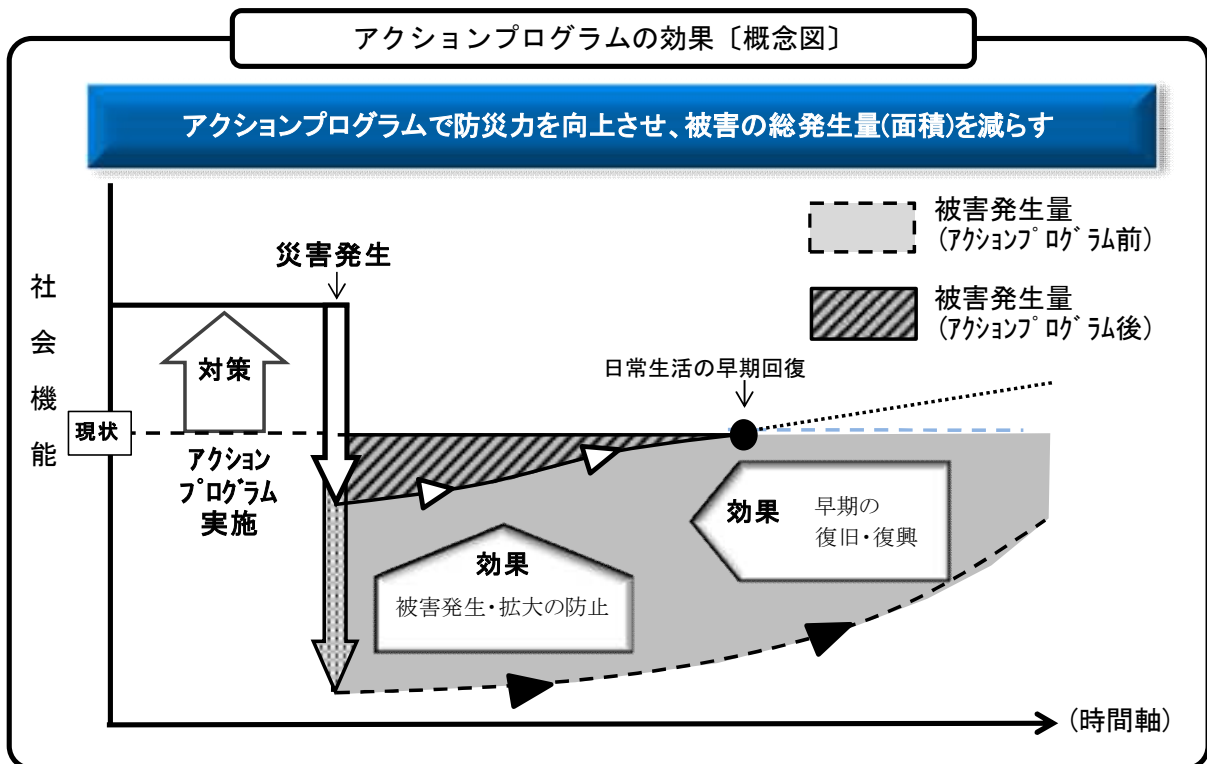 アクションプログラムの効果〔概念図〕
アクションプログラムで防災力を向上させ、被害の総発生量(面積)を減らす
被害発生量
(ｱｸｼｮﾝﾌﾟﾛｸﾞﾗﾑ前)
災害発生
被害発生量
(ｱｸｼｮﾝﾌﾟﾛｸﾞﾗﾑ後)
社会機能
対策
日常生活の早期回復
現状
アクション
ﾌﾟﾛｸﾞﾗﾑ
実施
効果
早期の
復旧・復興
効果
被害発生・拡大の防止
(時間軸)